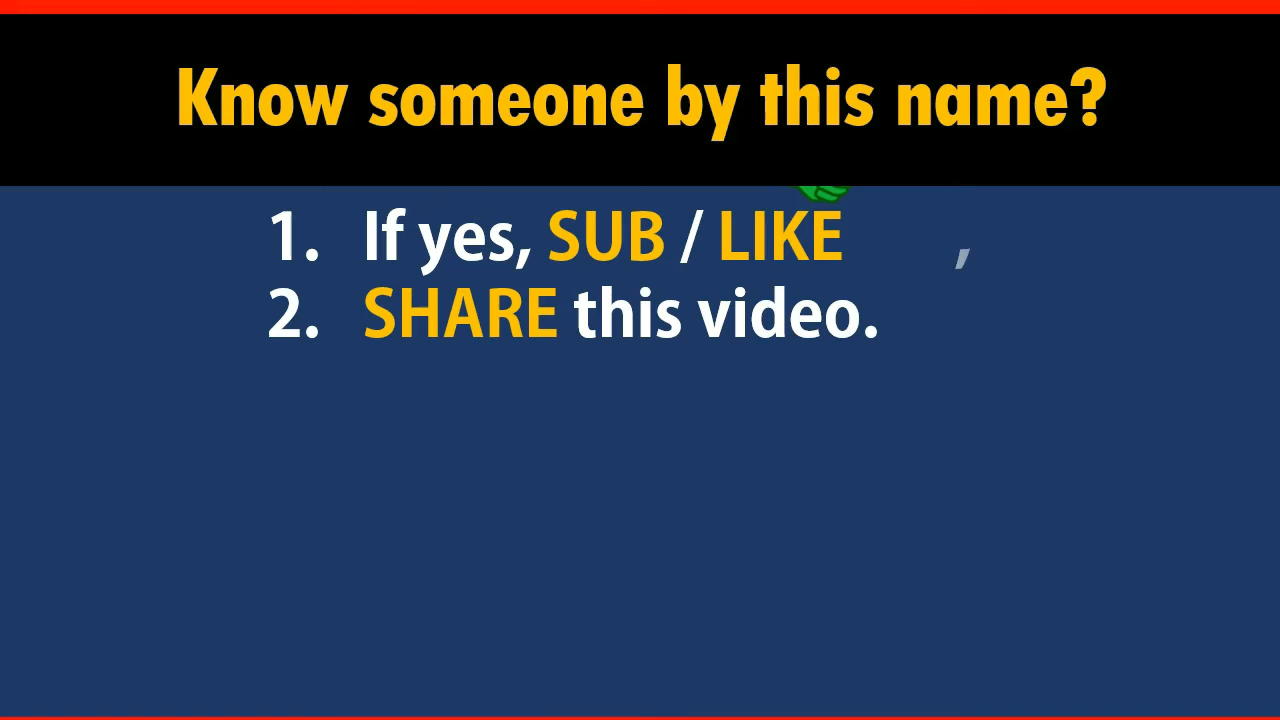 Know someone by this name?
1. If yes, SUB / LIKE ,
2. SHARE this video.